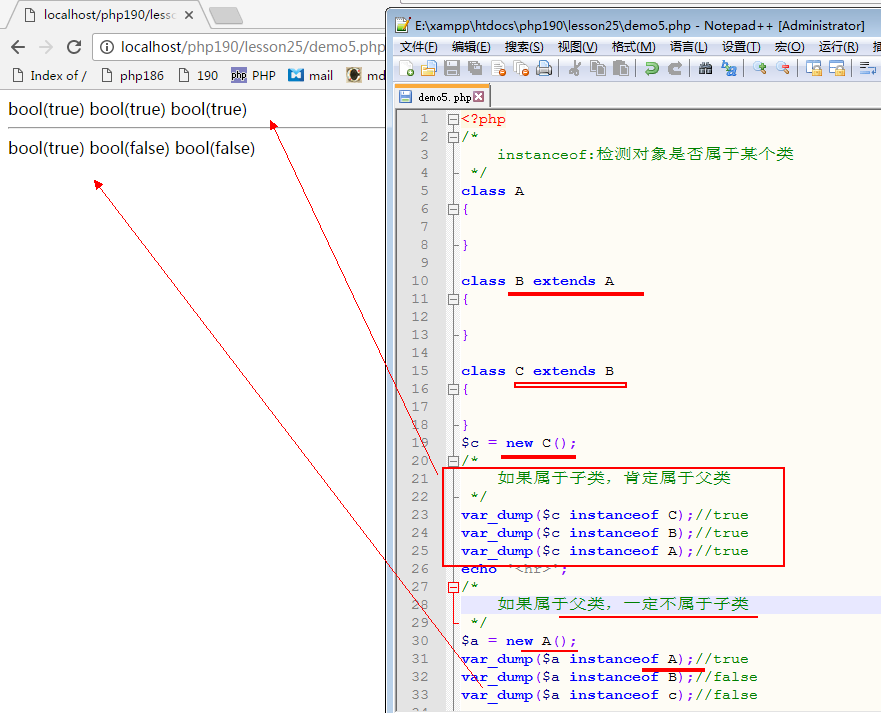 localhost/php190/less
localhost/php190/lesson25/demo5.php
Index of /
php186
190
php
PHP
mail
md
bool(true) bool(true) bool(true)
bool(true) bool(false) bool(false)
E:\xampp\htdocs\php190\lesson25\demo5.php - Notepad++ [Administrator]
文件(F) 编辑(E) 搜索(S) 视图(V) 格式(M) 语言(L) 设置(T) 宏(O) 运行(R)
demo5.php
1 <?php
2 /*
3 instanceof:检测对象是否属于某个类
4 */
5 class A
6 {
7
8 }
9
10 class B extends A
11 {
12
13 }
14
15 class C extends B
16 {
17
18 }
19 $c = new C();
20 /*
21 如果属于子类，肯定属于父类
22 */
23 var_dump($c instanceof C);//true
24 var_dump($c instanceof B);//true
25 var_dump($c instanceof A);//true
26 echo '<hr>';
27 /*
28 如果属于父类，一定不属于子类
29 */
30 $a = new A();
31 var_dump($a instanceof A);//true
32 var_dump($a instanceof B);//false
33 var_dump($a instanceof c);//false